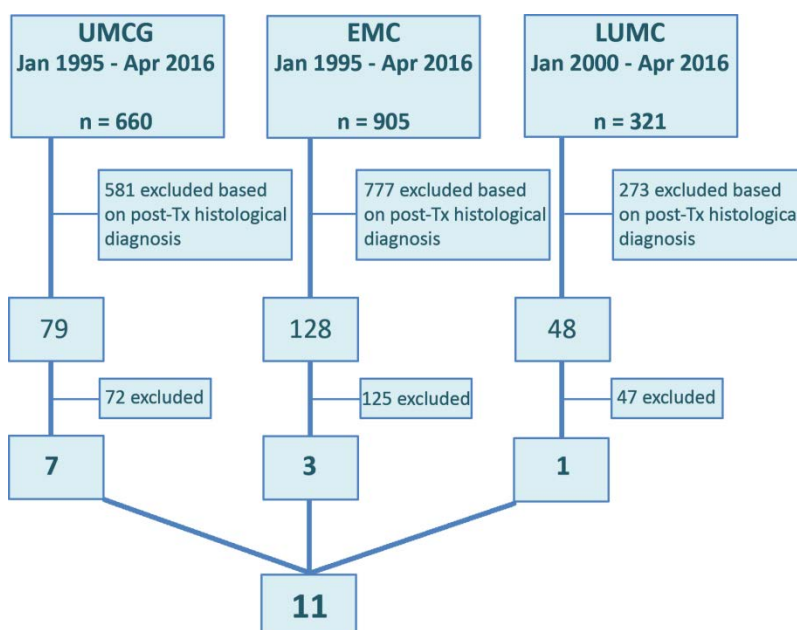 UMCG
Jan 1995 - Apr 2016
n = 660
EMC
Jan 1995 - Apr 2016
n = 905
LUMC
Jan 2000 - Apr 2016
n = 321
581 excluded based
on post-Tx histological
diagnosis
777 excluded based
on post-Tx histological
diagnosis
273 excluded based
on post-Tx histological
diagnosis
79
128
48
72 excluded
125 excluded
47 excluded
7
3
1
11